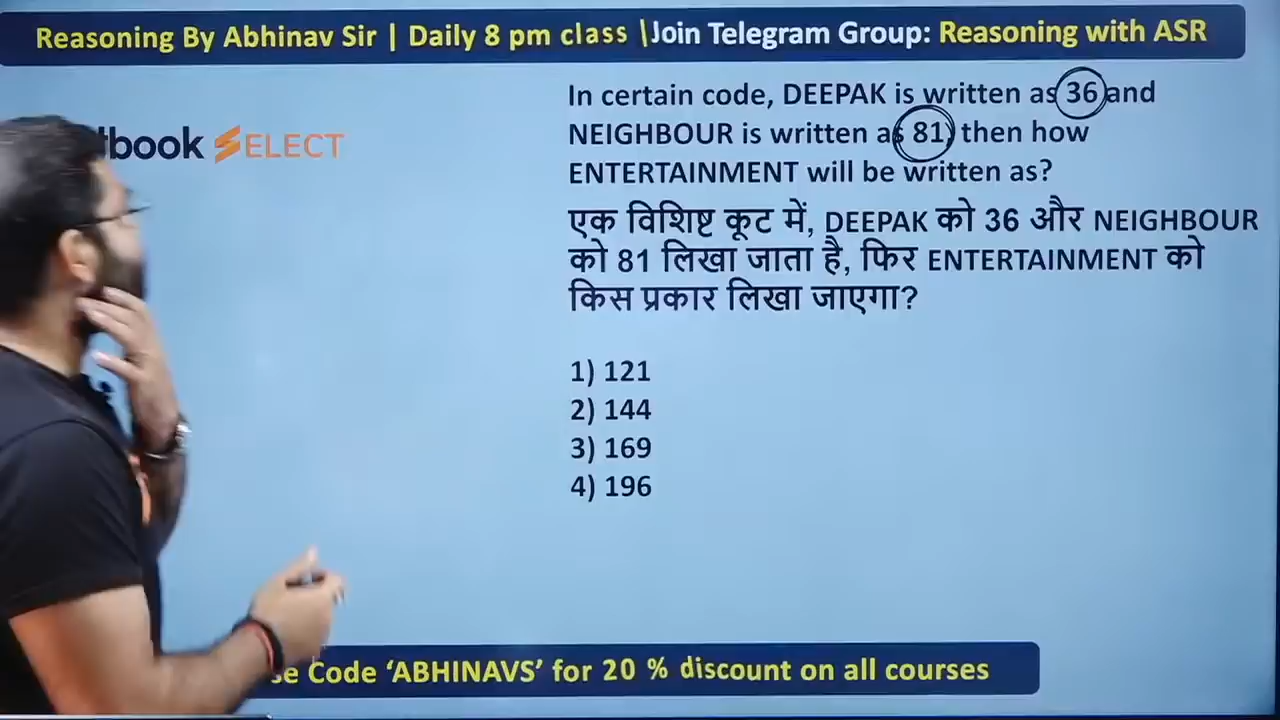 Reasoning By Abhinav Sir | Daily 8 pm class \Join Telegram Group: Reasoning with ASR
In certain code, DEEPAK is written as 36 and
NEIGHBOUR is written as 81, then how
ENTERTAINMENT will be written as?
tbook SELECT
एक विशिष्ट कूट में, DEEPAK को 36 और NEIGHBOUR
को 81 लिखा जाता है, फिर ENTERTAINMENT को
किस प्रकार लिखा जाएगा?
1) 121
2) 144
3) 169
4) 196
se Code ‘ABHINAVS’ for 20 % discount on all courses